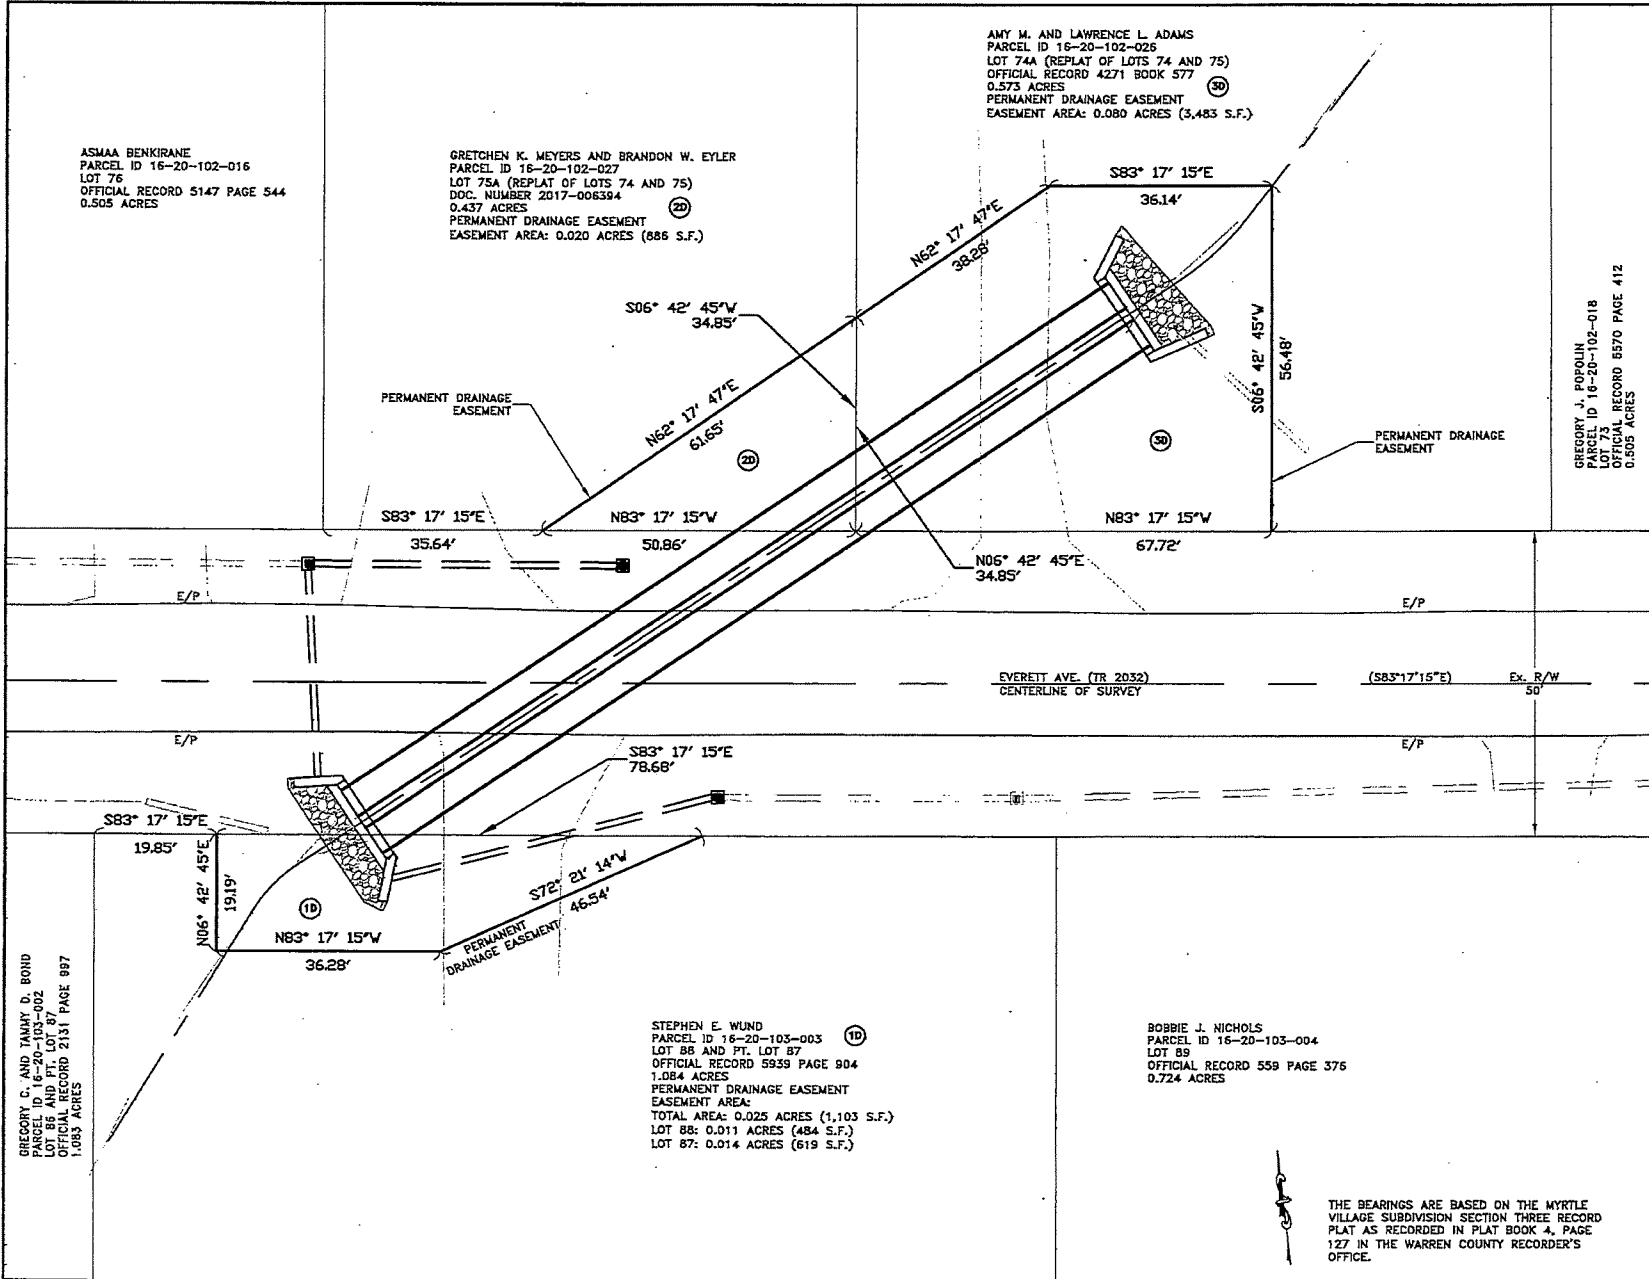 AMY M. AND LAWRENCE L. ADAMS
PARCEL ID 16-20-102-026
LOT 74A (REPLAT OF LOTS 74 AND 75)
OFFICIAL RECORD 4271 BOOK 577
0.573 ACRES
3D
PERMANENT DRAINAGE EASEMENT
EASEMENT AREA: 0.080 ACRES (3,483 S.F.)
ASMAA BENKIRANE
PARCEL ID 16-20-102-016
LOT 76
OFFICIAL RECORD 5147 PAGE 544
0.505 ACRES
GRETCHEN K. MEYERS AND BRANDON W. EYLER
PARCEL ID 16-20-102-027
LOT 75A (REPLAT OF LOTS 74 AND 75)
DOC. NUMBER 2017-006394
0.437 ACRES
2D
PERMANENT DRAINAGE EASEMENT
EASEMENT AREA: 0.020 ACRES (886 S.F.)
S83° 17' 15"E
36.14'
N62° 17' 47"E
38.28'
S06° 42' 45"W
34.85'
S06° 42' 45"W
56.48'
GREGORY J. POPOLIN
PARCEL ID 16-20-102-018
LOT 73
OFFICIAL RECORD 5570 PAGE 412
0.505 ACRES
PERMANENT DRAINAGE
EASEMENT
N62° 17' 47"E
61.65'
2D
3D
PERMANENT DRAINAGE
EASEMENT
S83° 17' 15"E
35.64'
N83° 17' 15"W
50.86'
N83° 17' 15"W
67.72'
N06° 42' 45"E
34.85'
E/P
E/P
EVERETT AVE. (TR 2032)
CENTERLINE OF SURVEY
(S83°17'15"E)
Ex. R/W
50'
E/P
E/P
S83° 17' 15"E
78.68'
S83° 17' 15"E
19.85'
N06° 42' 45"E
19.19'
1D
N83° 17' 15"W
36.28'
S72° 21' 14"W
46.54'
PERMANENT
DRAINAGE EASEMENT
GREGORY C. AND TAMMY D. BOND
PARCEL ID 16-20-103-002
LOT 86 AND PT. LOT 87
OFFICIAL RECORD 2131 PAGE 997
1.083 ACRES
STEPHEN E. WUND
1D
PARCEL ID 16-20-103-003
LOT 88 AND PT. LOT 87
OFFICIAL RECORD 5939 PAGE 904
1.084 ACRES
PERMANENT DRAINAGE EASEMENT
EASEMENT AREA:
TOTAL AREA: 0.025 ACRES (1,103 S.F.)
LOT 88: 0.011 ACRES (484 S.F.)
LOT 87: 0.014 ACRES (619 S.F.)
BOBBIE J. NICHOLS
PARCEL ID 16-20-103-004
LOT 89
OFFICIAL RECORD 559 PAGE 376
0.724 ACRES
THE BEARINGS ARE BASED ON THE MYRTLE
VILLAGE SUBDIVISION SECTION THREE RECORD
PLAT AS RECORDED IN PLAT BOOK 4, PAGE
127 IN THE WARREN COUNTY RECORDER'S
OFFICE.